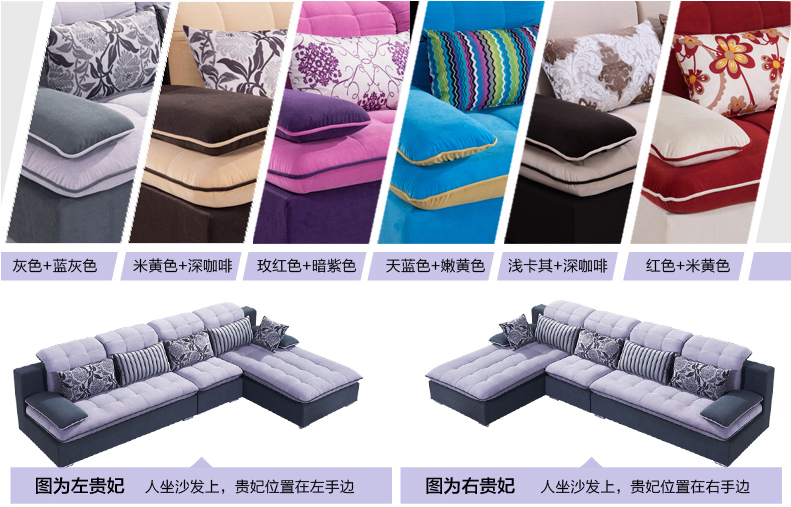 灰色+蓝灰色
米黄色+深咖啡
玫红色+暗紫色
天蓝色+嫩黄色
浅卡其+深咖啡
红色+米黄色
图为左贵妃 人坐沙发上，贵妃位置在左手边
图为右贵妃 人坐沙发上，贵妃位置在右手边